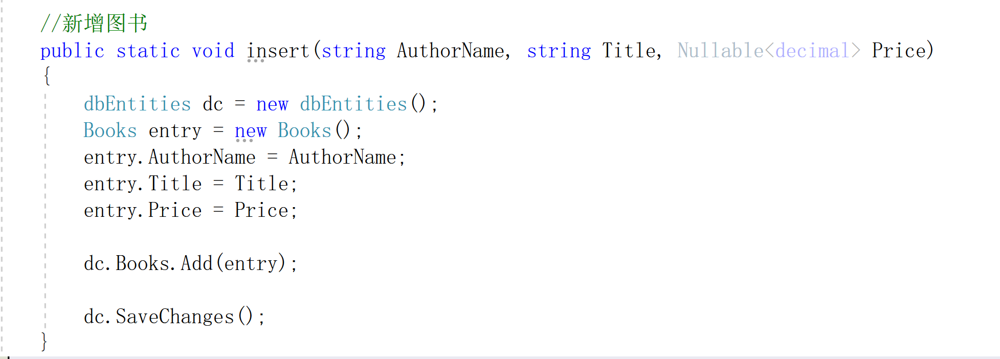 //新增图书
public static void insert(string AuthorName, string Title, Nullable<decimal> Price)
{
dbEntities dc = new dbEntities();
Books entry = new Books();
entry.AuthorName = AuthorName;
entry.Title = Title;
entry.Price = Price;
dc.Books.Add(entry);
dc.SaveChanges();
}